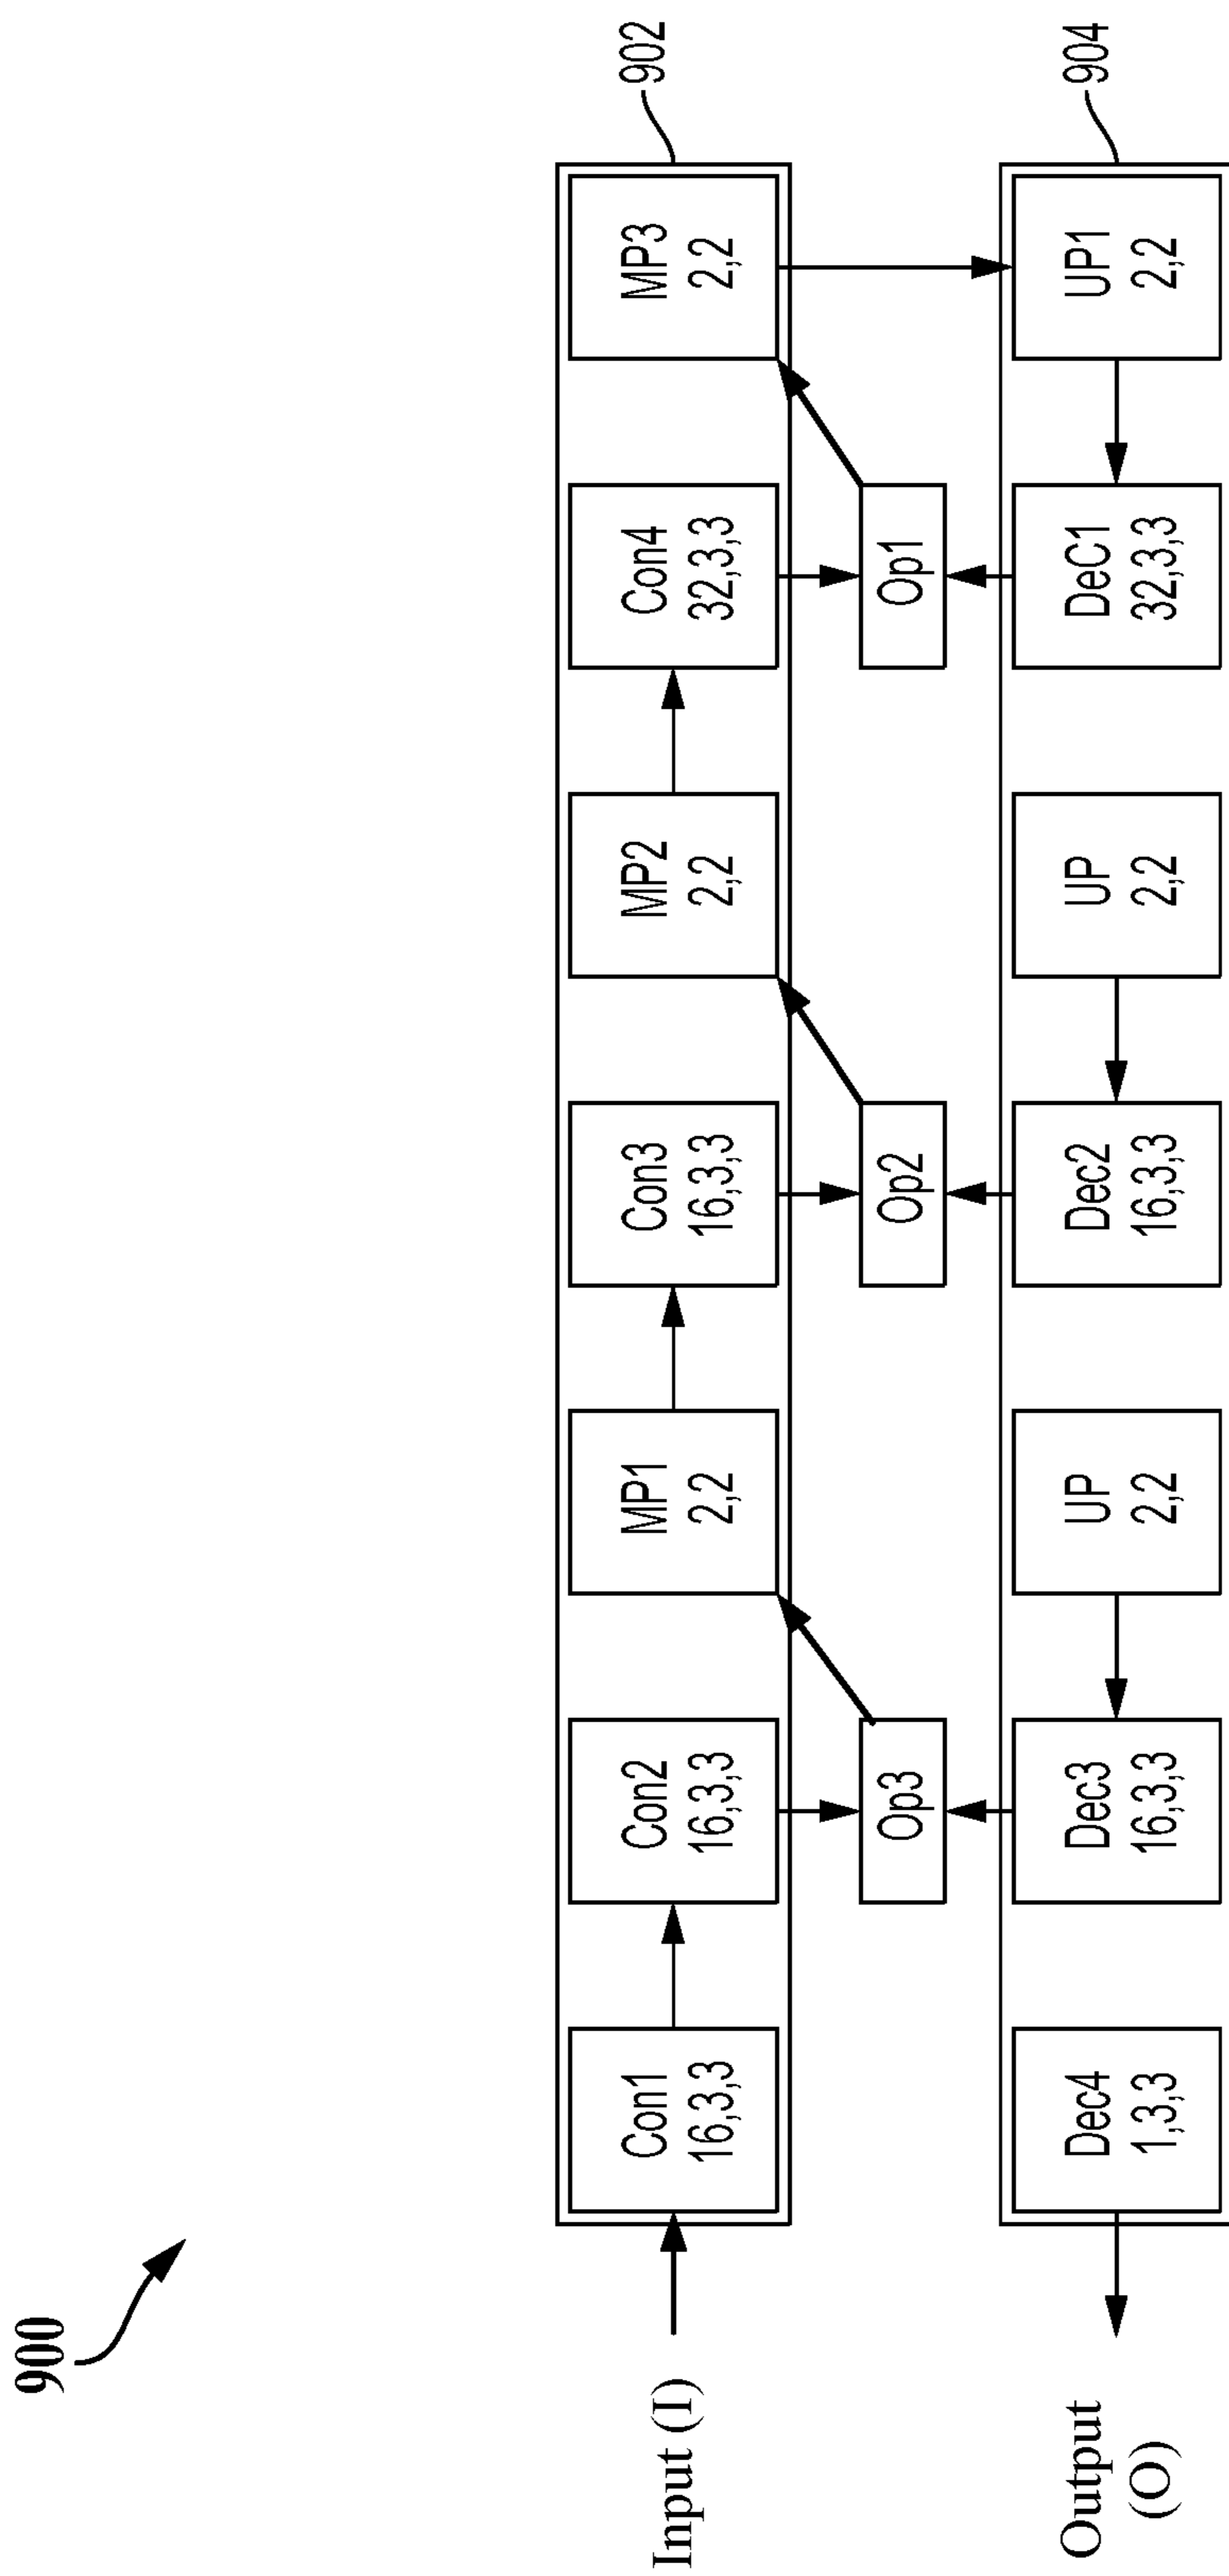 900
902
Input (I)
Con1
16,3,3
Con2
16,3,3
MP1
2,2
Con3
16,3,3
MP2
2,2
Con4
32,3,3
MP3
2,2
Op3
Op2
Op1
904
Output
(O)
Dec4
1,3,3
Dec3
16,3,3
UP
2,2
Dec2
16,3,3
UP
2,2
DeC1
32,3,3
UP1
2,2